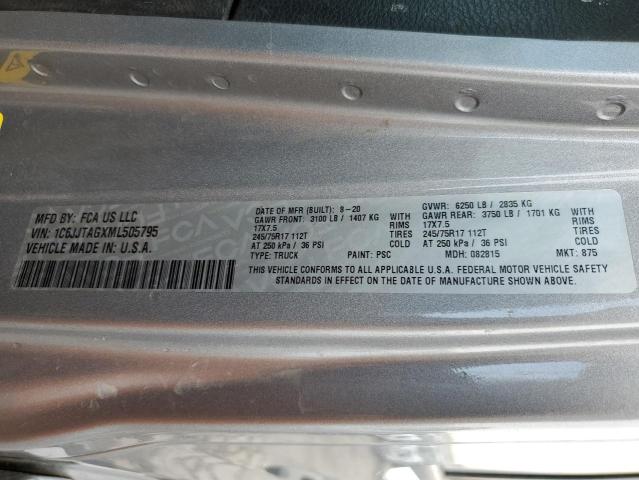 MFD BY: FCA US LLC
VIN: 1C6JJTAGXML505795
VEHICLE MADE IN U.S.A.
DATE OF MFR (BUILT): 8-20
GAWR FRONT: 3100 LB / 1407 KG WITH
17X7.5 RIMS
245/75R17 112T TIRES
AT 250 kPa / 36 PSI COLD
TYPE: TRUCK PAINT: PSC
GVWR: 6250 LB / 2835 KG
GAWR REAR: 3750 LB / 1701 KG WITH
17X7.5 RIMS
245/75R17 112T TIRES
AT 250 kPa / 36 PSI COLD
MDH: 082815 MKT: 875
THIS VEHICLE CONFORMS TO ALL APPLICABLE U.S.A. FEDERAL MOTOR VEHICLE SAFETY
STANDARDS IN EFFECT ON THE DATE OF MANUFACTURE SHOWN ABOVE.